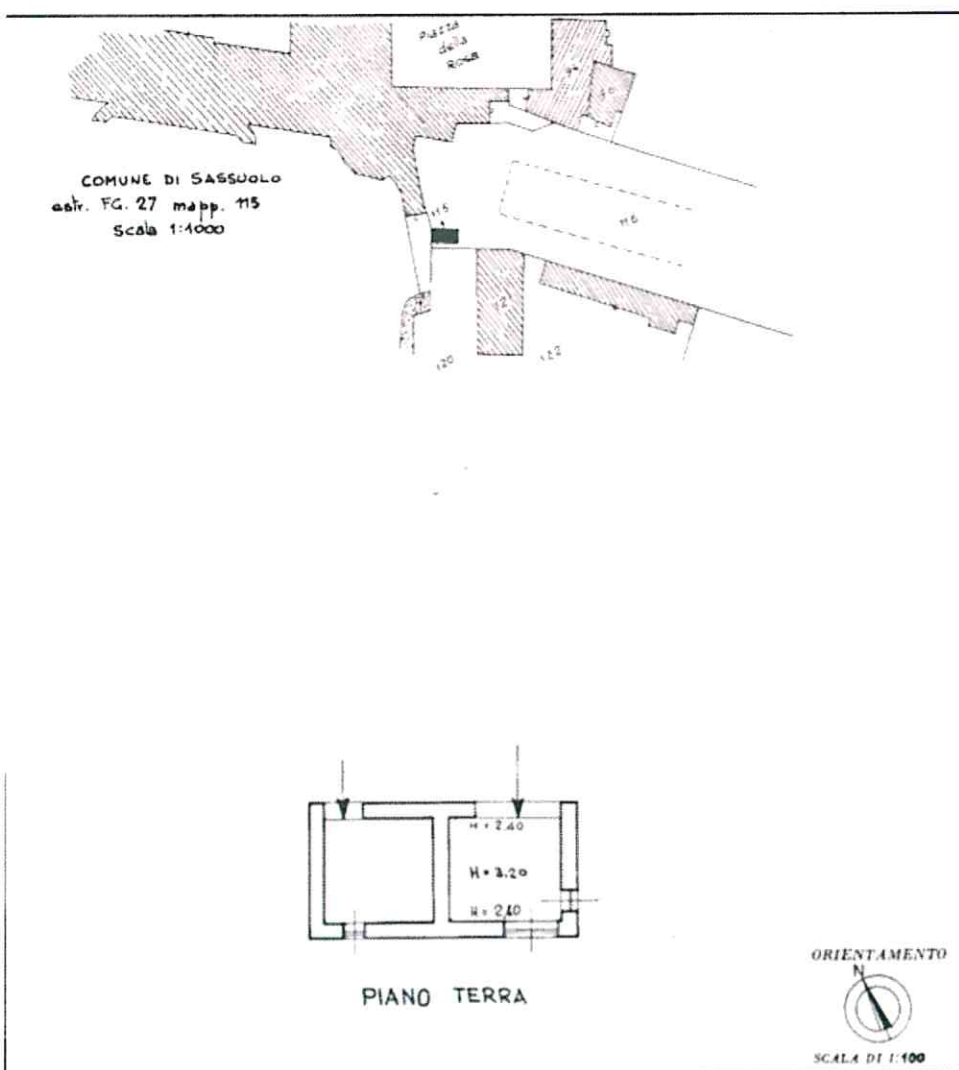 Piazza
della
Rosa
COMUNE DI SASSUOLO
estr. FG. 27 mapp. 115
Scala 1:1000
115
116
121
120
122
H = 2.40
H = 3.20
H = 2.40
PIANO TERRA
ORIENTAMENTO
N
SCALA DI 1:100